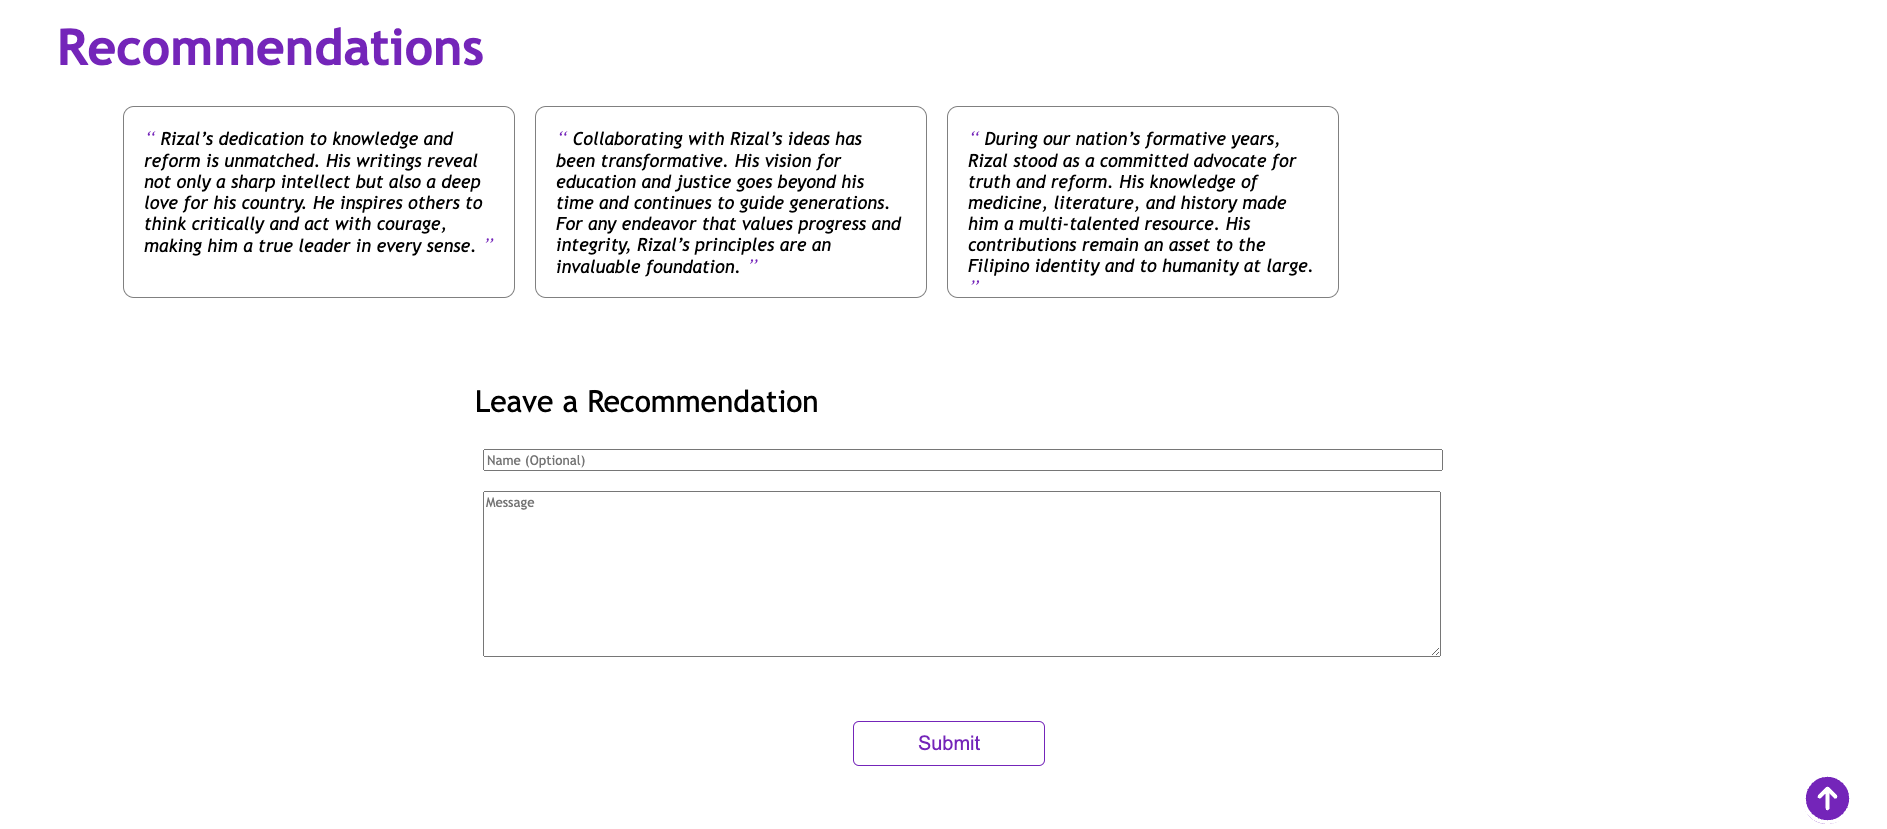 Recommendations
“ Rizal’s dedication to knowledge and
reform is unmatched. His writings reveal
not only a sharp intellect but also a deep
love for his country. He inspires others to
think critically and act with courage,
making him a true leader in every sense. ”
“ Collaborating with Rizal’s ideas has
been transformative. His vision for
education and justice goes beyond his
time and continues to guide generations.
For any endeavor that values progress and
integrity, Rizal’s principles are an
invaluable foundation. ”
“ During our nation’s formative years,
Rizal stood as a committed advocate for
truth and reform. His knowledge of
medicine, literature, and history made
him a multi-talented resource. His
contributions remain an asset to the
Filipino identity and to humanity at large.
”
Leave a Recommendation
Name (Optional)
Message
Submit